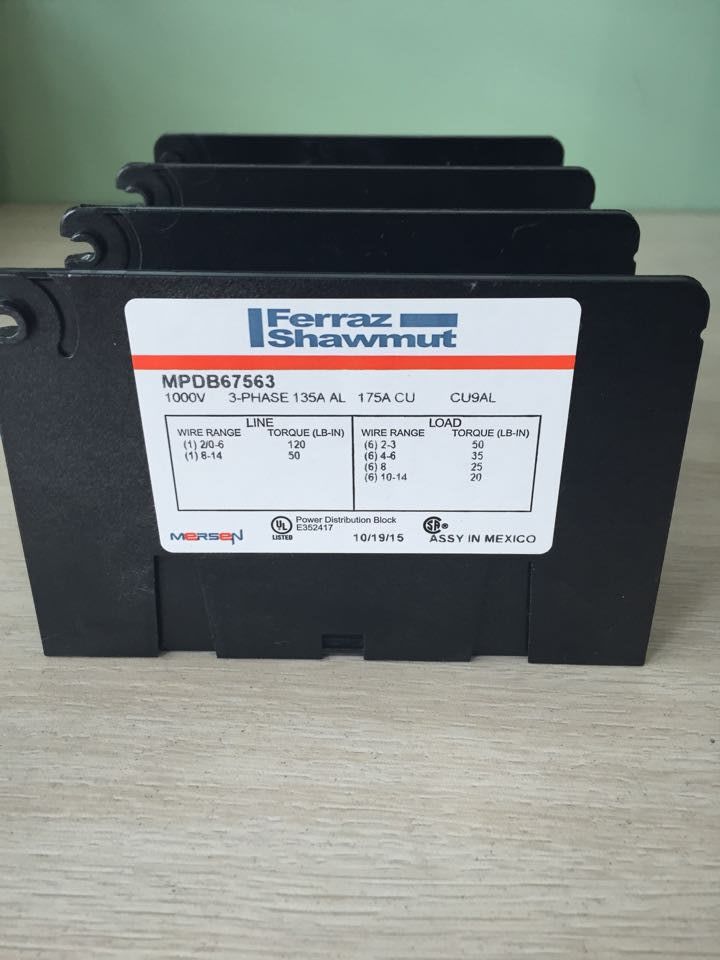 Ferraz
Shawmut
MPDB67563
1000V 3-PHASE 135A AL 175A CU CU9AL
LINE
WIRE RANGE TORQUE (LB-IN)
(1) 2/0-6 120
(1) 8-14 50
LOAD
WIRE RANGE TORQUE (LB-IN)
(6) 2-3 50
(6) 4-6 35
(6) 8 25
(6) 10-14 20
MERSEN
UL
LISTED
Power Distribution Block
E352417
10/19/15
SA
ASSY IN MEXICO